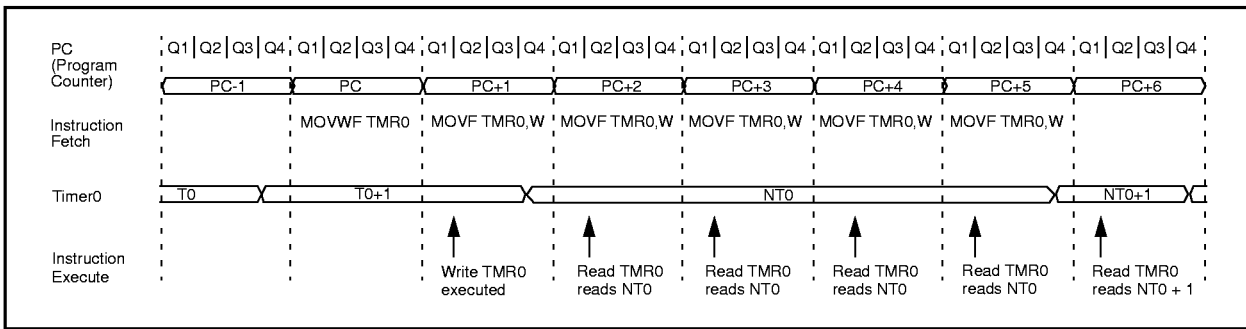 PC
(Program
Counter)
Q1 Q2 Q3 Q4 Q1 Q2 Q3 Q4 Q1 Q2 Q3 Q4 Q1 Q2 Q3 Q4 Q1 Q2 Q3 Q4 Q1 Q2 Q3 Q4 Q1 Q2 Q3 Q4 Q1 Q2 Q3 Q4
PC-1 PC PC+1 PC+2 PC+3 PC+4 PC+5 PC+6
Instruction
Fetch
MOVWF TMR0 MOVF TMR0,W MOVF TMR0,W MOVF TMR0,W MOVF TMR0,W MOVF TMR0,W
Timer0
T0 T0+1 NT0 NT0+1
Instruction
Execute
Write TMR0
executed
Read TMR0
reads NT0
Read TMR0
reads NT0
Read TMR0
reads NT0
Read TMR0
reads NT0
Read TMR0
reads NT0 + 1